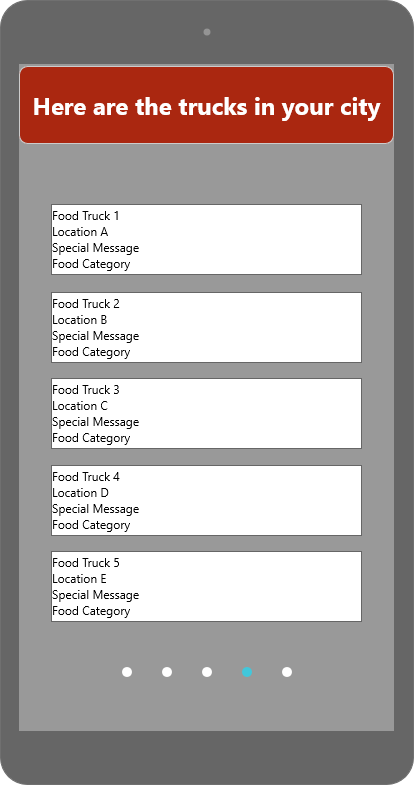 Here are the trucks in your city
Food Truck 1
Location A
Special Message
Food Category
Food Truck 2
Location B
Special Message
Food Category
Food Truck 3
Location C
Special Message
Food Category
Food Truck 4
Location D
Special Message
Food Category
Food Truck 5
Location E
Special Message
Food Category